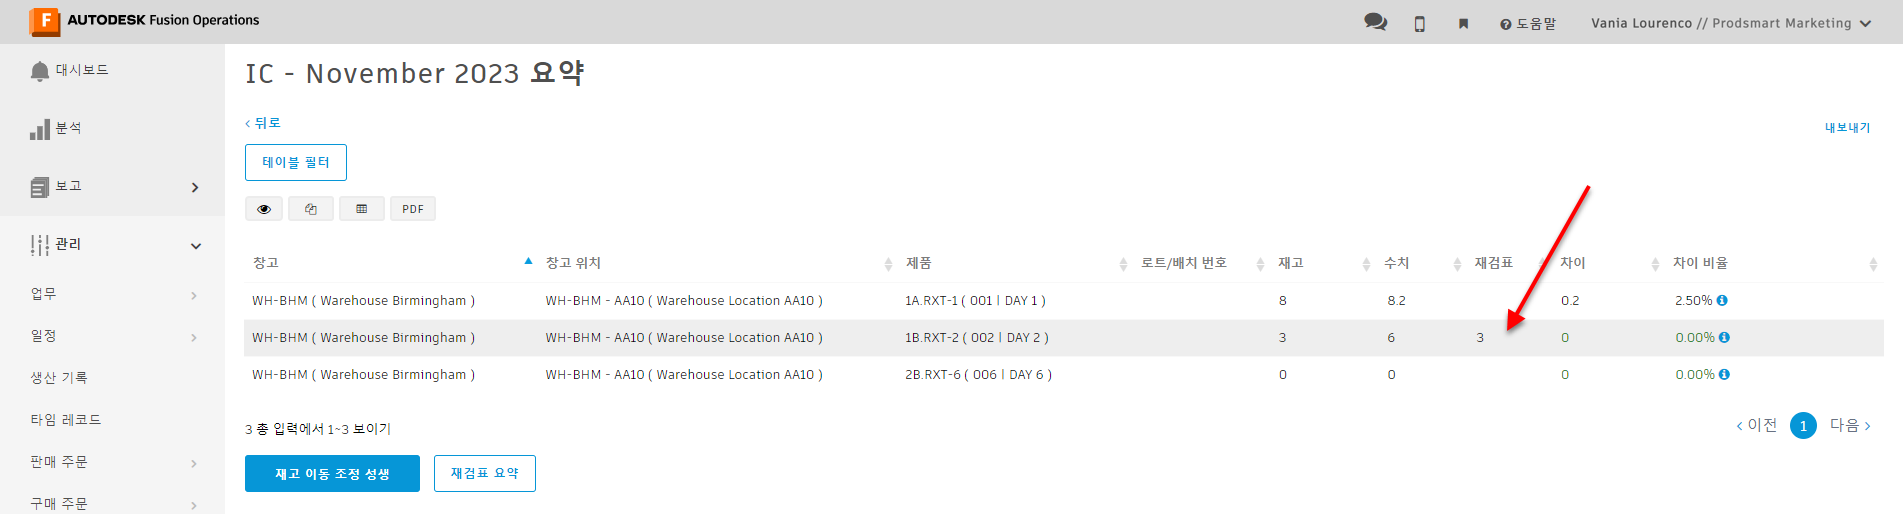 AUTODESK Fusion Operations
도움말
Vania Lourenco // Prodsmart Marketing
대시보드
분석
보고
관리
업무
일정
생산 기록
타임 레코드
판매 주문
구매 주문
IC - November 2023 요약
< 뒤로
내보내기
테이블 필터
PDF
창고 창고 위치 제품 로트/배치 번호 재고 수치 재검표 차이 차이 비율
WH-BHM ( Warehouse Birmingham ) WH-BHM - AA10 ( Warehouse Location AA10 ) 1A.RXT-1 ( 001 | DAY 1 ) 8 8.2 0.2 2.50%
WH-BHM ( Warehouse Birmingham ) WH-BHM - AA10 ( Warehouse Location AA10 ) 1B.RXT-2 ( 002 | DAY 2 ) 3 6 3 0 0.00%
WH-BHM ( Warehouse Birmingham ) WH-BHM - AA10 ( Warehouse Location AA10 ) 2B.RXT-6 ( 006 | DAY 6 ) 0 0 0 0.00%
3 총 입력에서 1~3 보이기
< 이전 1 다음 >
재고 이동 조정 성생
재검표 요약